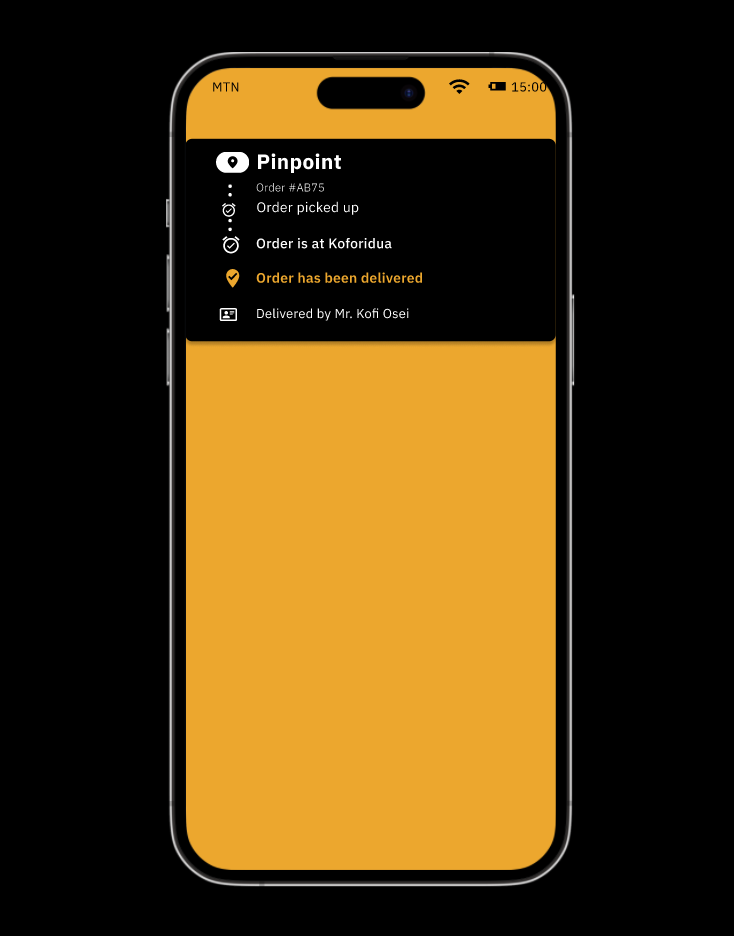 MTN
15:00
Pinpoint
Order #AB75
Order picked up
Order is at Koforidua
Order has been delivered
Delivered by Mr. Kofi Osei